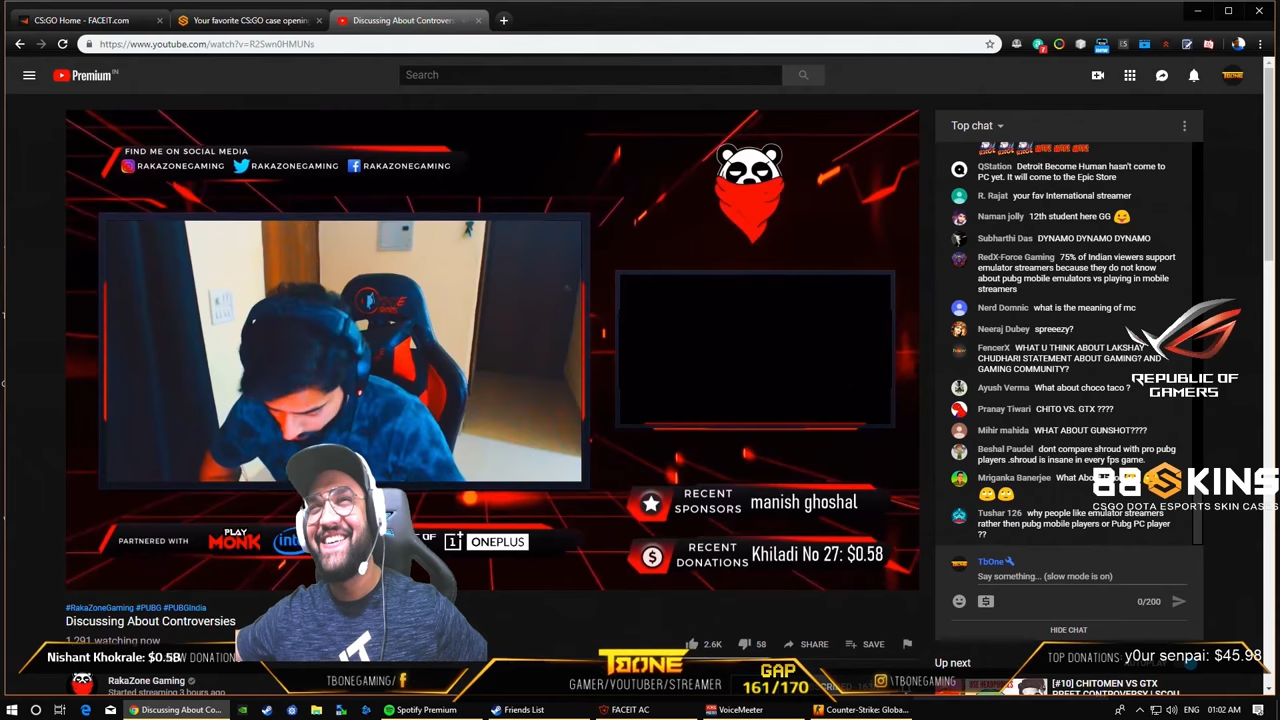 CS:GO Home - FACEIT.com
Your favorite CS:GO case openin
Discussing About Controvers
https://www.youtube.com/watch?v=R2Swn0HMUNs
Premium IN
Search
TBONE
FIND ME ON SOCIAL MEDIA
RAKAZONEGAMING
RAKAZONEGAMING
RAKAZONEGAMING
Top chat
QStation Detroit Become Human hasn't come to
PC yet. It will come to the Epic Store
R. Rajat your fav International streamer
Naman jolly 12th student here GG
Subharthi Das DYNAMO DYNAMO DYNAMO
RedX-Force Gaming 75% of Indian viewers support
emulator streamers because they do not know
about pubg mobile emulators vs playing in mobile
streamers
Nerd Domnic what is the meaning of mc
Neeraj Dubey spreeezy?
FencerX WHAT U THINK ABOUT LAKSHAY
CHUDHARI STATEMENT ABOUT GAMING? AND
GAMING COMMUNITY?
Ayush Verma What about choco taco ?
Pranay Tiwari CHITO VS. GTX ????
Mihir mahida WHAT ABOUT GUNSHOT????
Beshal Paudel dont compare shroud with pro pubg
players .shroud is insane in every fps game.
Mriganka Banerjee What
Tushar 126 why people like emulator streamers
rather then pubg mobile players or Pubg PC player
??
REPUBLIC OF
GAMERS
88SKINS
CSGO DOTA ESPORTS SKIN CASES
TbOne
Say something... (slow mode is on)
0/200
HIDE CHAT
RECENT
SPONSORS
manish ghoshal
RECENT
DONATIONS
Khiladi No 27: $0.58
PARTNERED WITH
PLAY
MONK
OF
ONEPLUS
#RakaZoneGaming #PUBG #PUBGIndia
Discussing About Controversies
1,291 watching now
2.6K
58
SHARE
SAVE
Nishant Khokrale: $0.58
DONATIONS
RakaZone Gaming
Started streaming 3 hours ago
TBONEGAMING/
TBONE
GAMER/YOUTUBER/STREAMER
GAP
161/170
\TBONEGAMING
TOP DONATIONS:
y0ur senpai: $45.98
Up next
[#10] CHITOMEN VS GTX
Discussing About Co...
Spotify Premium
Friends List
FACEIT AC
VoiceMeeter
Counter-Strike: Globa...
ENG
01:02 AM